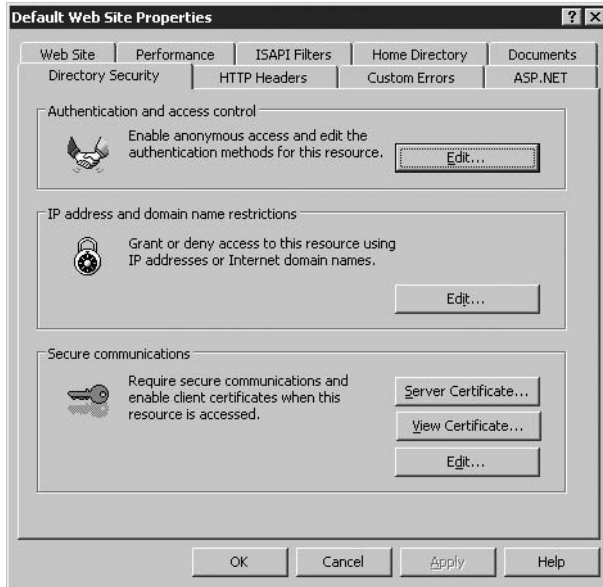 Default Web Site Properties
Web Site Performance ISAPI Filters Home Directory Documents
Directory Security HTTP Headers Custom Errors ASP.NET
Authentication and access control
Enable anonymous access and edit the
authentication methods for this resource.
Edit...
IP address and domain name restrictions
Grant or deny access to this resource using
IP addresses or Internet domain names.
Edit...
Secure communications
Require secure communications and
enable client certificates when this
resource is accessed.
Server Certificate...
View Certificate...
Edit...
OK Cancel Apply Help